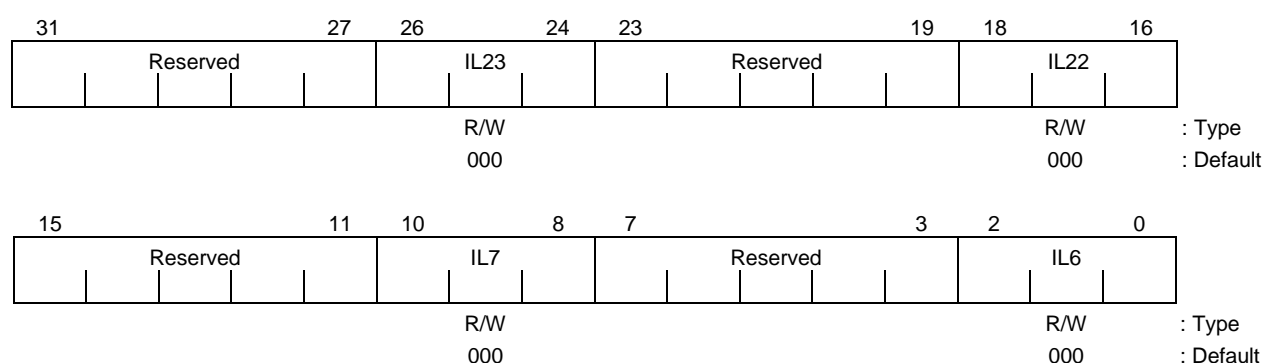 31 27 26 24 23 19 18 16
Reserved IL23 Reserved IL22
R/W R/W : Type
000 000 : Default
15 11 10 8 7 3 2 0
Reserved IL7 Reserved IL6
R/W R/W : Type
000 000 : Default